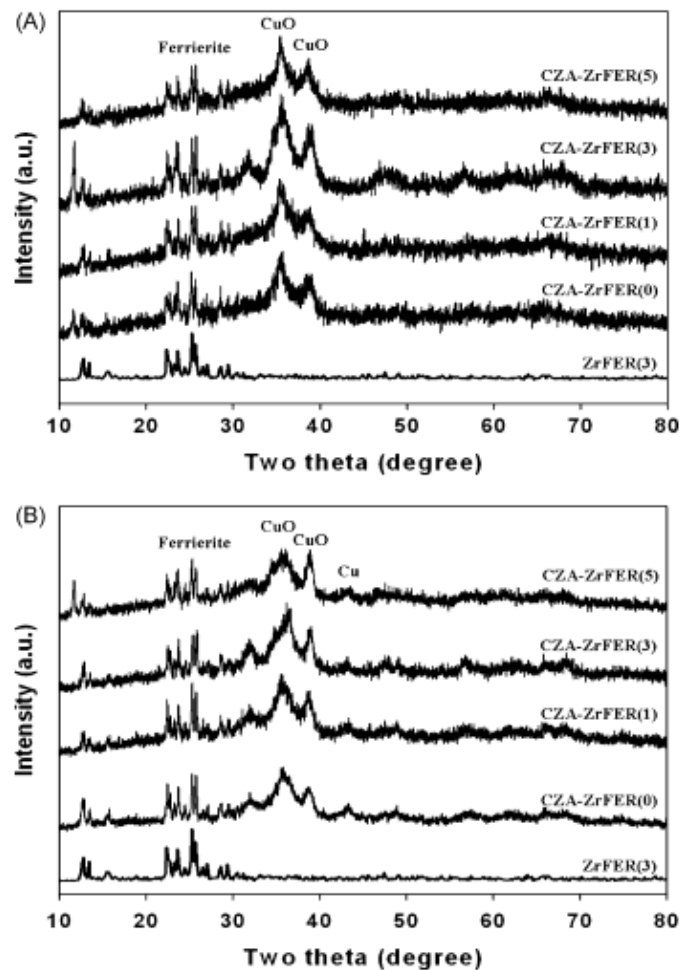 (A)
CuO
CuO
Ferrierite
CZA-ZrFER(5)
CZA-ZrFER(3)
CZA-ZrFER(1)
CZA-ZrFER(0)
ZrFER(3)
Intensity (a.u.)
10 20 30 40 50 60 70 80
Two theta (degree)
(B)
CuO
CuO
Ferrierite
Cu
CZA-ZrFER(5)
CZA-ZrFER(3)
CZA-ZrFER(1)
CZA-ZrFER(0)
ZrFER(3)
Intensity (a.u.)
10 20 30 40 50 60 70 80
Two theta (degree)